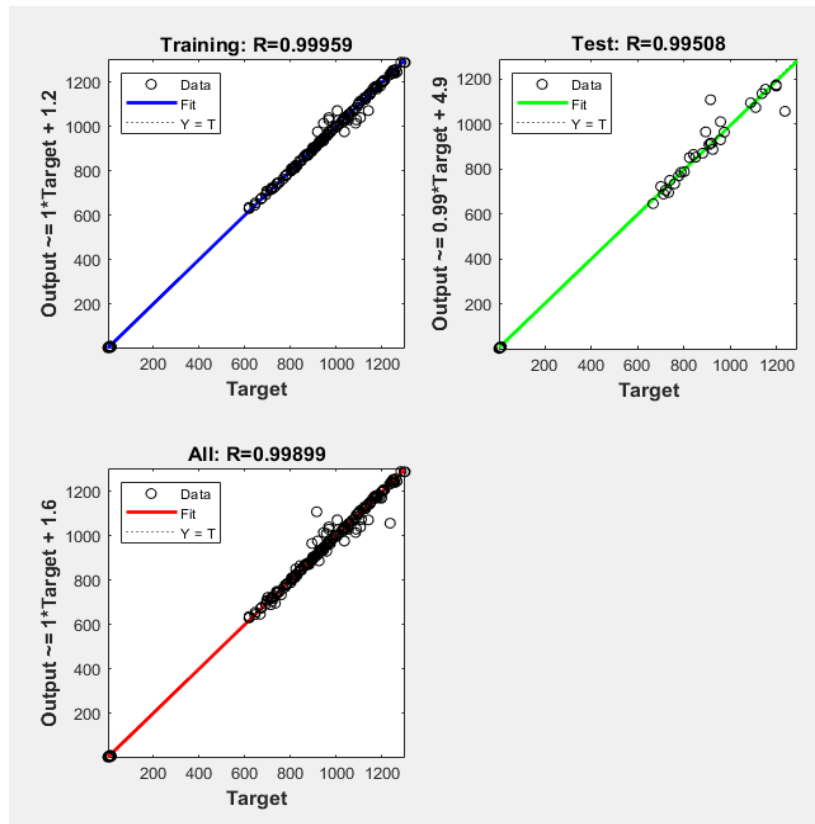 Training: R=0.99959
Output ~= 1*Target + 1.2
1200
1000
800
600
400
200
Data
Fit
Y = T
200 400 600 800 1000 1200
Target
Test: R=0.99508
Output ~= 0.99*Target + 4.9
1200
1000
800
600
400
200
Data
Fit
Y = T
200 400 600 800 1000 1200
Target
All: R=0.99899
Output ~= 1*Target + 1.6
1200
1000
800
600
400
200
Data
Fit
Y = T
200 400 600 800 1000 1200
Target